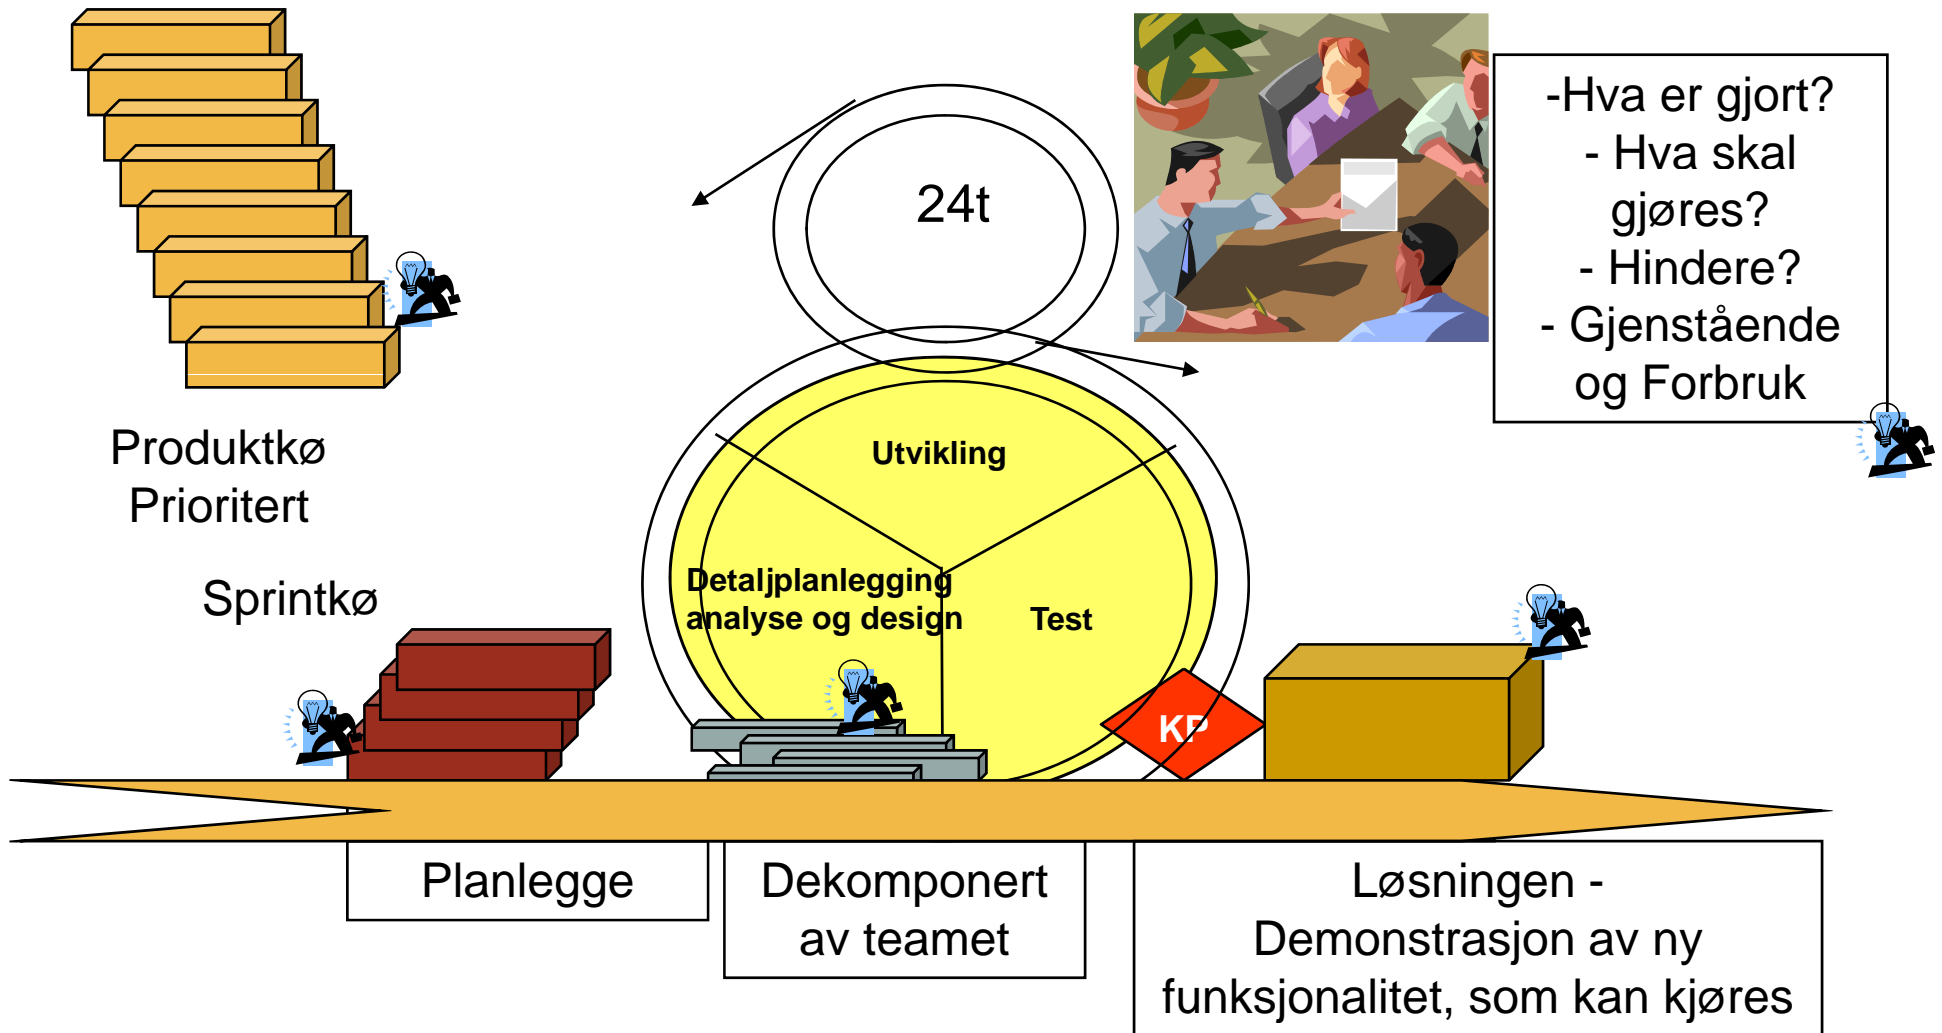 24t
-Hva er gjort?
- Hva skal
gjøres?
- Hindere?
- Gjenstående
og Forbruk
Produktkø
Prioritert
Sprintkø
Utvikling
Detaljplanlegging
analyse og design
Test
KP
Planlegge
Dekomponert
av teamet
Løsningen -
Demonstrasjon av ny
funksjonalitet, som kan kjøres